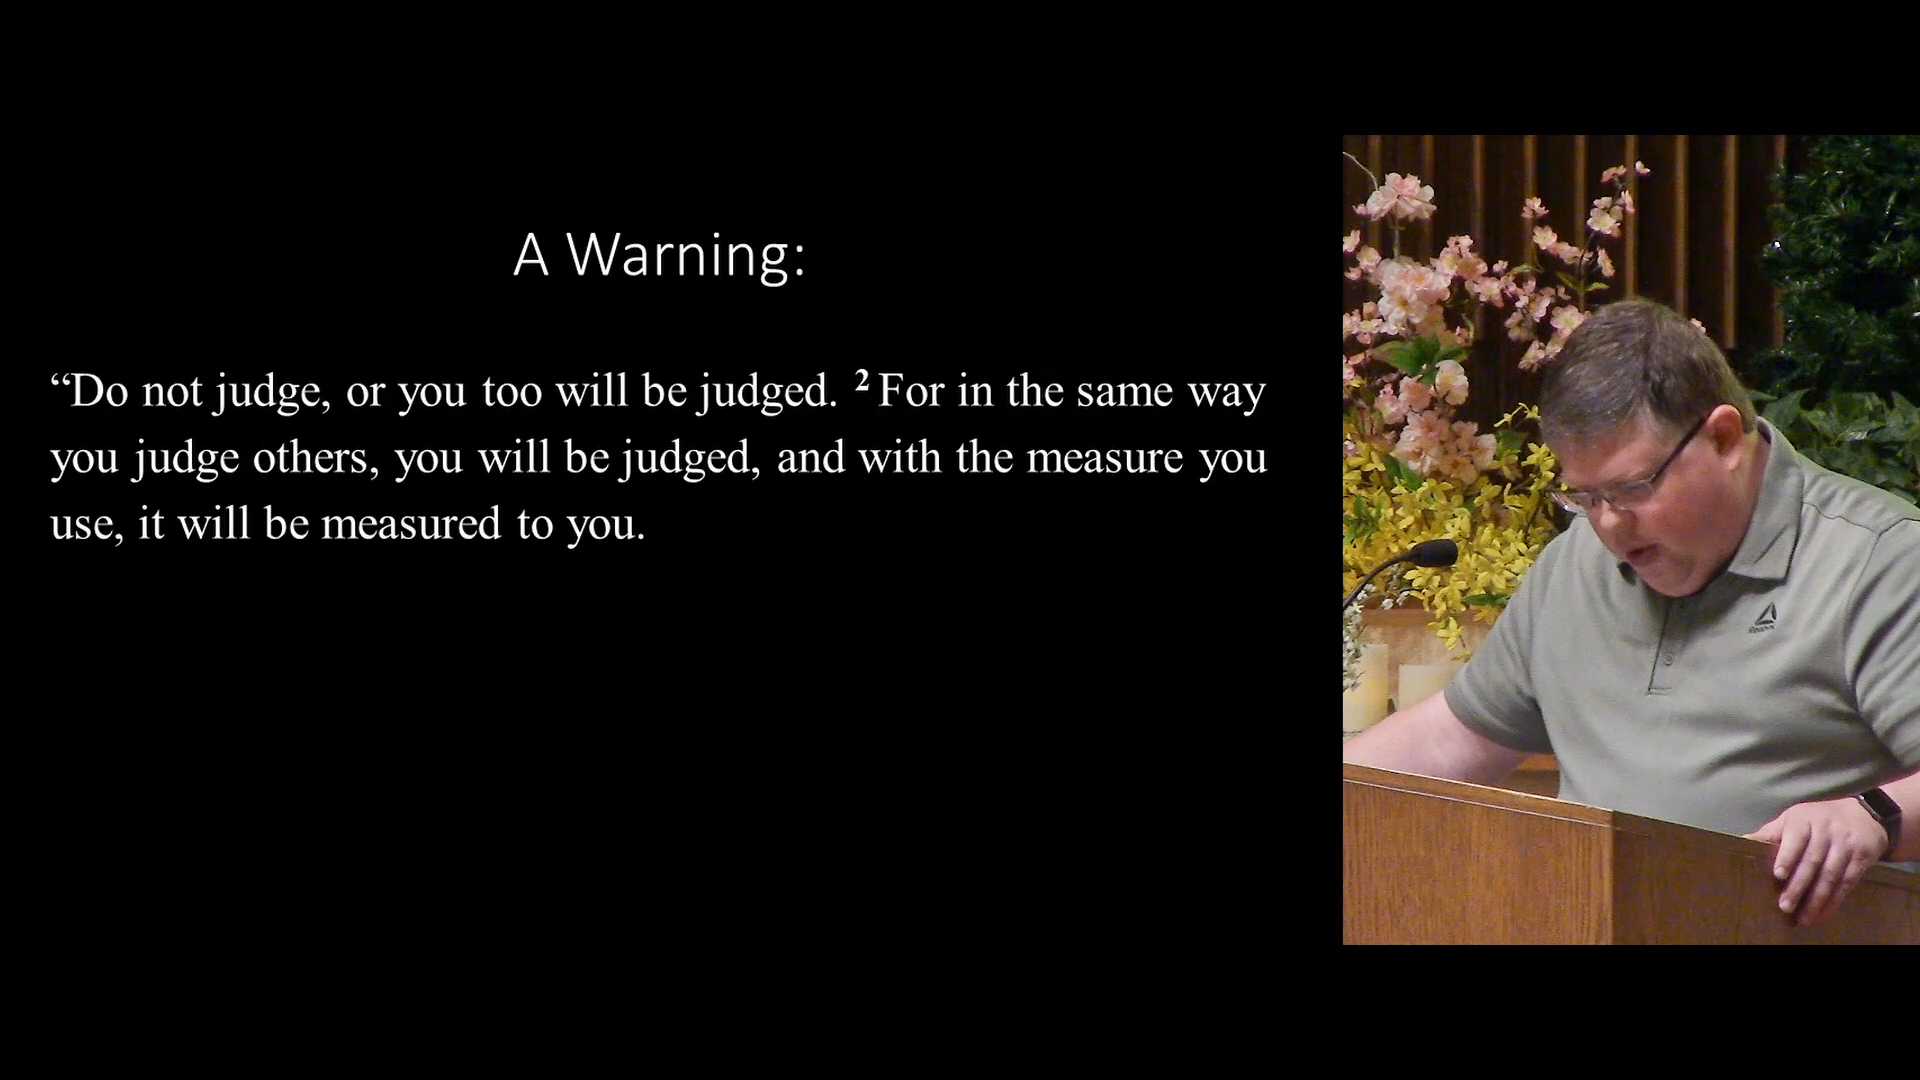 A Warning:
“Do not judge, or you too will be judged. ² For in the same way
you judge others, you will be judged, and with the measure you
use, it will be measured to you.
Reebok